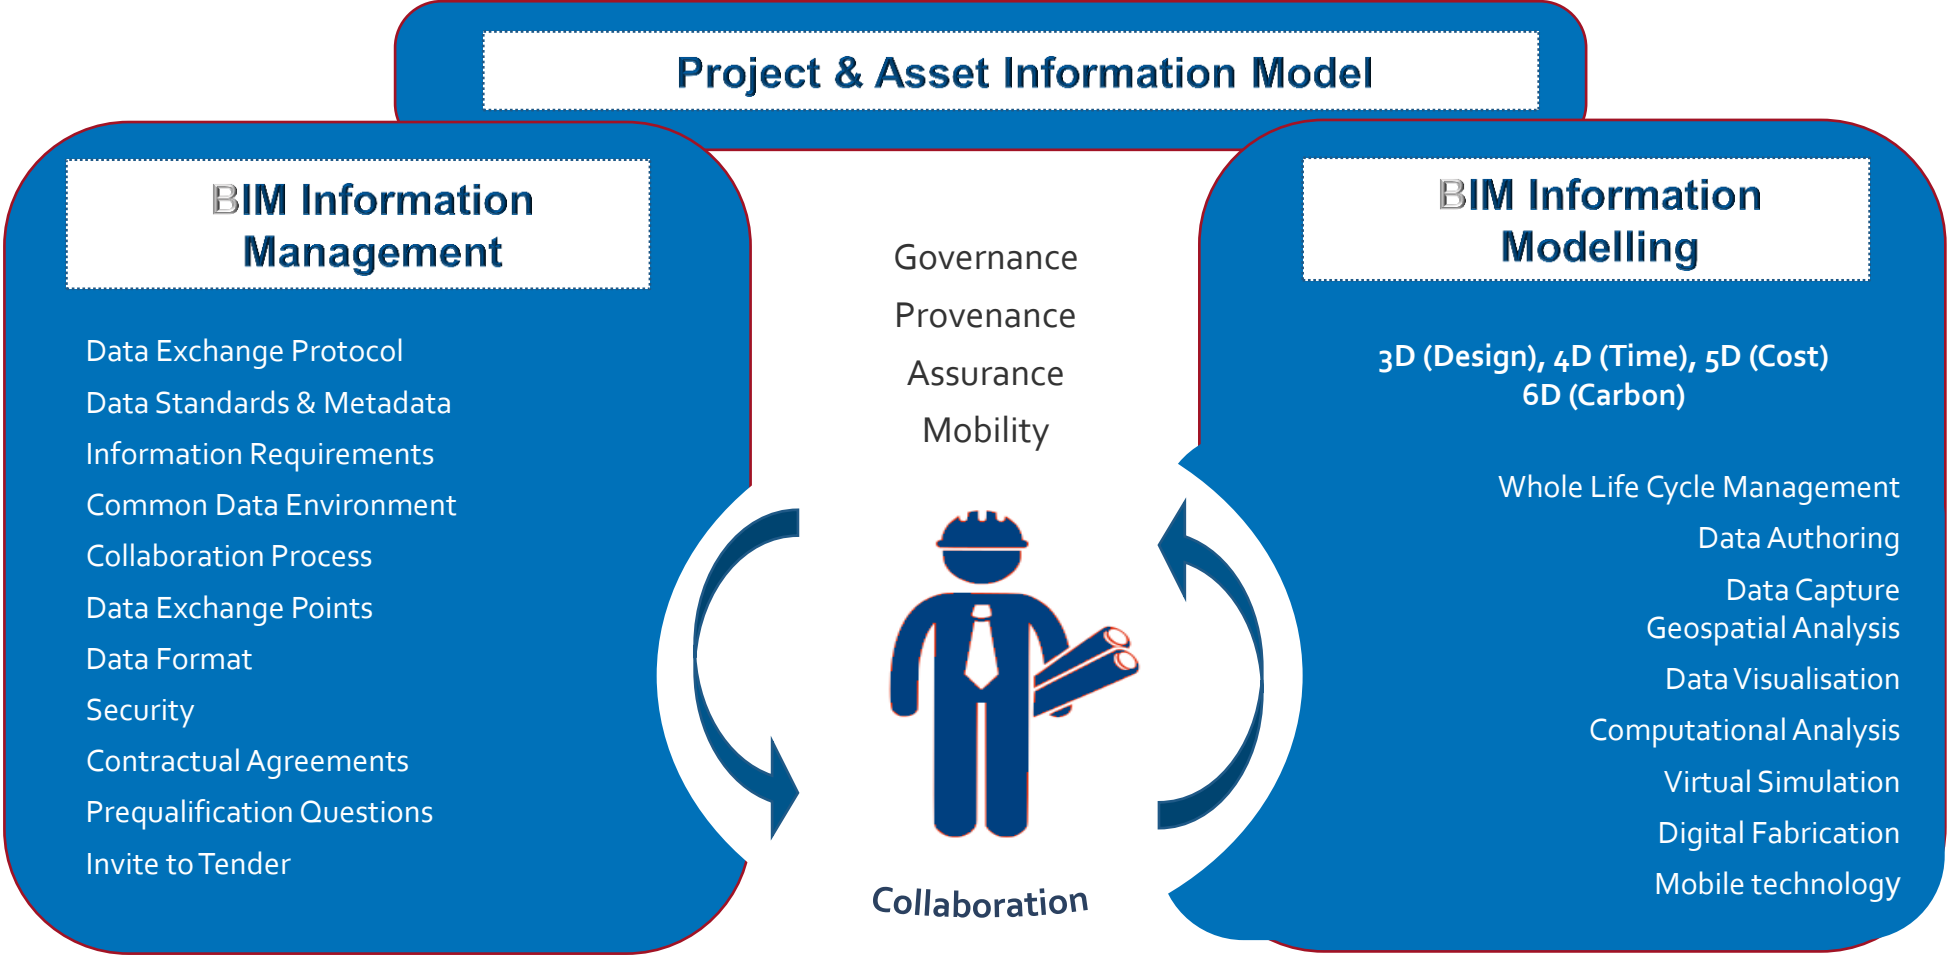 Project & Asset Information Model
BIM Information
Management
Data Exchange Protocol
Data Standards & Metadata
Information Requirements
Common Data Environment
Collaboration Process
Data Exchange Points
Data Format
Security
Contractual Agreements
Prequalification Questions
Invite to Tender
Governance
Provenance
Assurance
Mobility
Collaboration
BIM Information
Modelling
3D (Design), 4D (Time), 5D (Cost)
6D (Carbon)
Whole Life Cycle Management
Data Authoring
Data Capture
Geospatial Analysis
Data Visualisation
Computational Analysis
Virtual Simulation
Digital Fabrication
Mobile technology